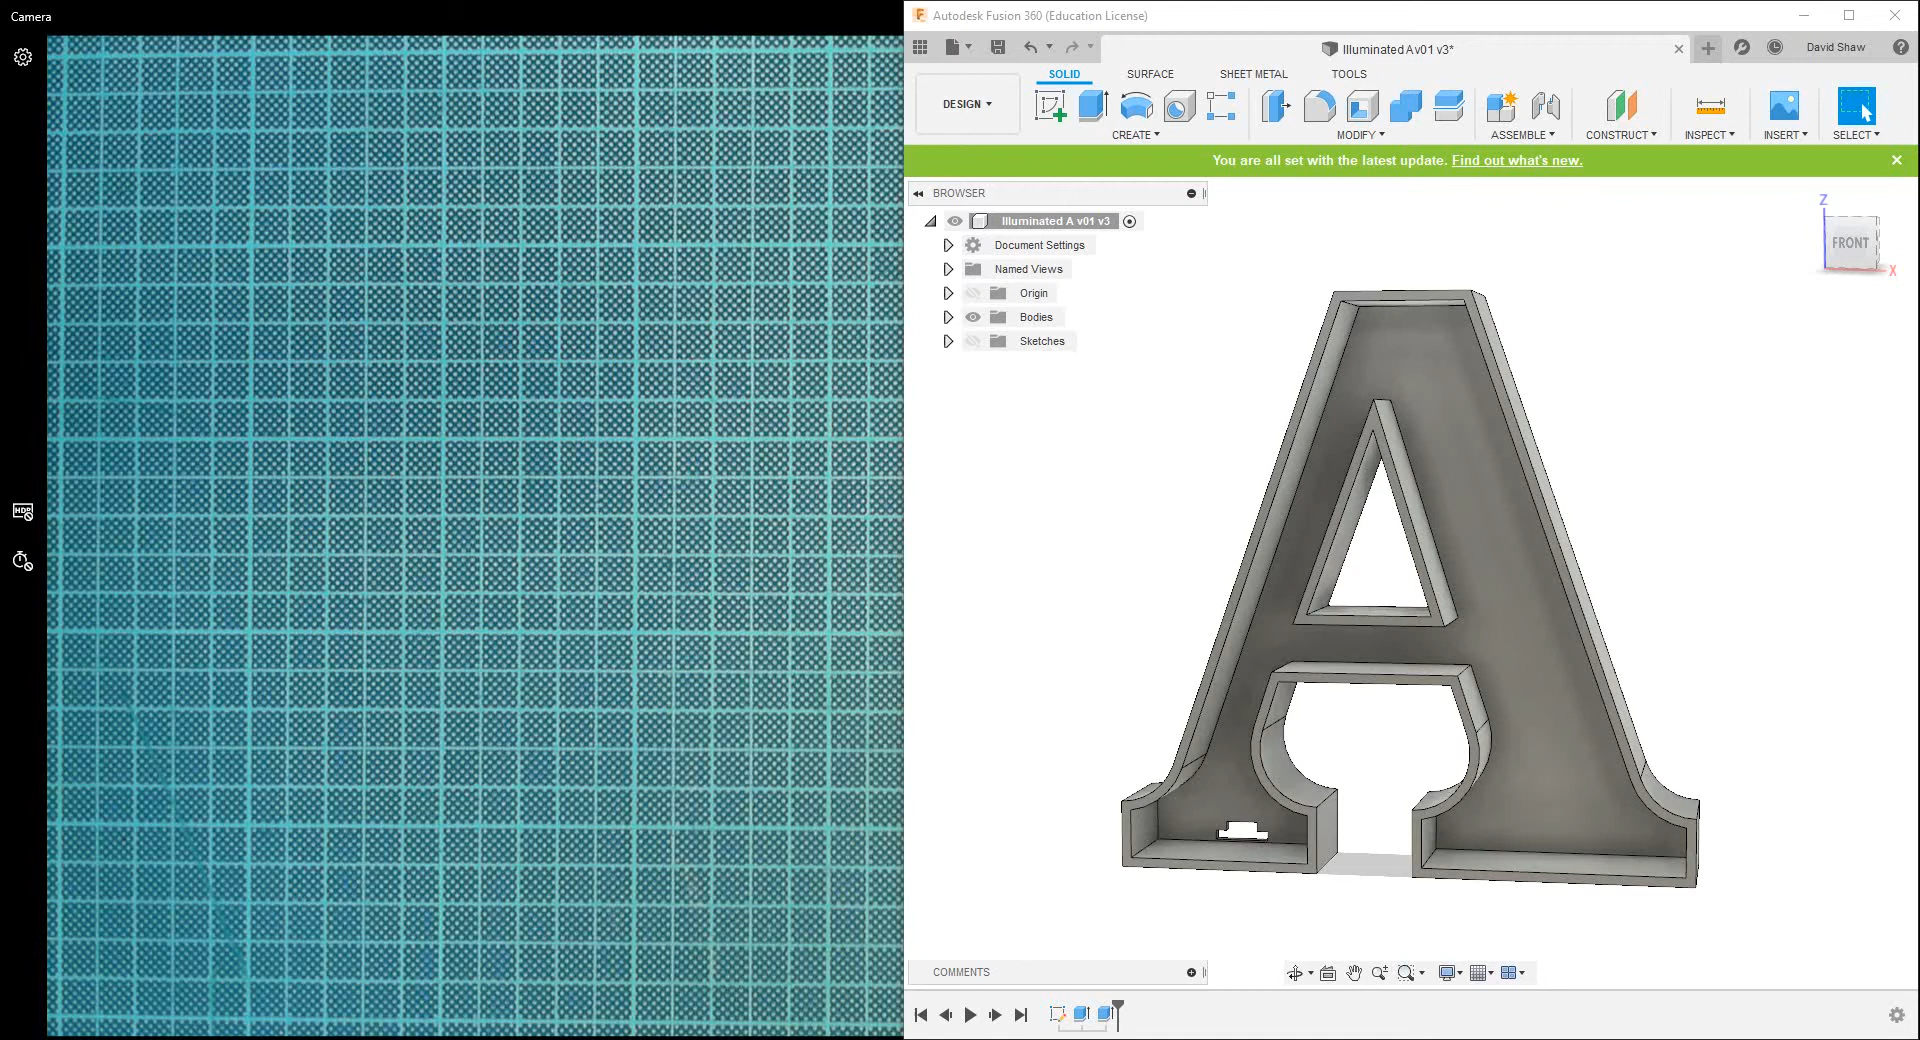 Camera
HDR
Autodesk Fusion 360 (Education License)
Illuminated A v01 v3*
David Shaw
SOLID
SURFACE
SHEET METAL
TOOLS
DESIGN
CREATE
MODIFY
ASSEMBLE
CONSTRUCT
INSPECT
INSERT
SELECT
You are all set with the latest update. Find out what's new.
BROWSER
Illuminated A v01 v3
Document Settings
Named Views
Origin
Bodies
Sketches
Z
FRONT
X
COMMENTS